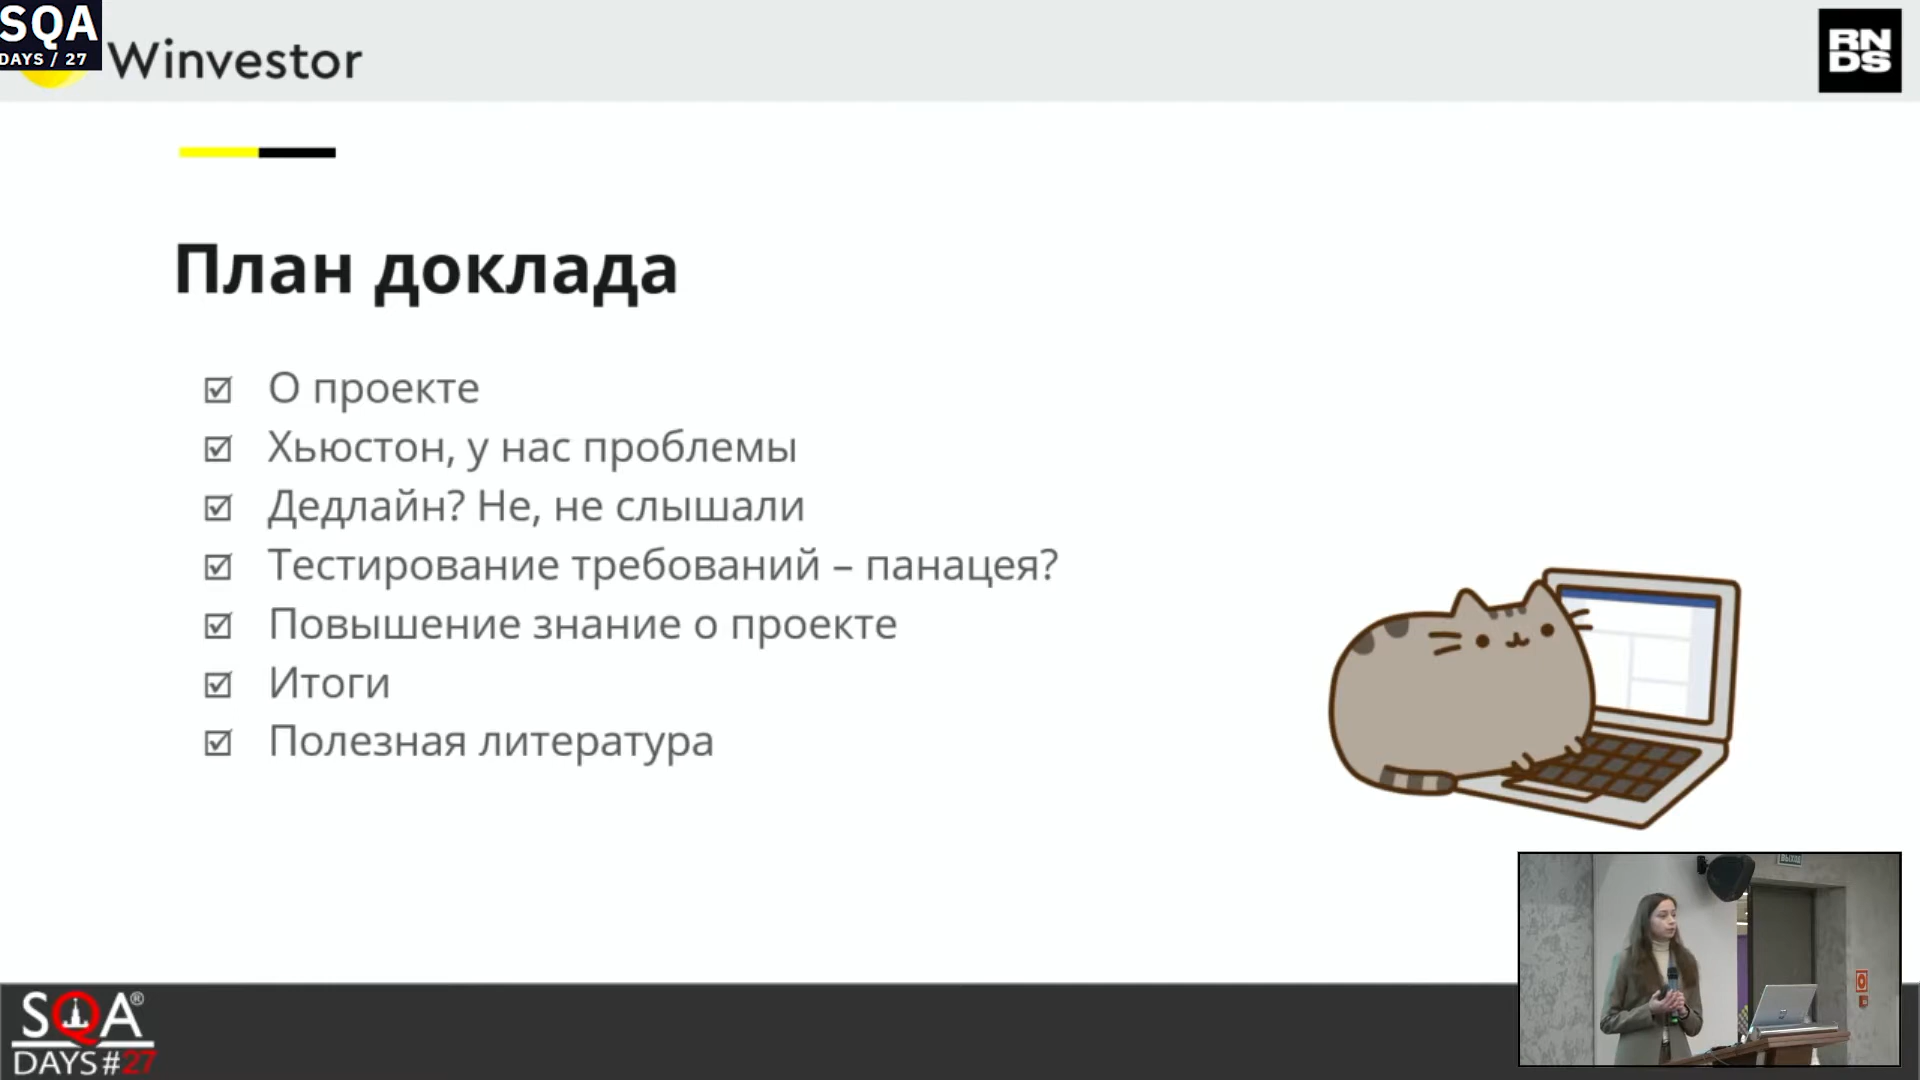 SQA
DAYS / 27
Winvestor
RN
DS
План доклада
О проекте
Хьюстон, у нас проблемы
Дедлайн? Не, не слышали
Тестирование требований – панацея?
Повышение знание о проекте
Итоги
Полезная литература
ВЫХОД
SQA®
DAYS#27